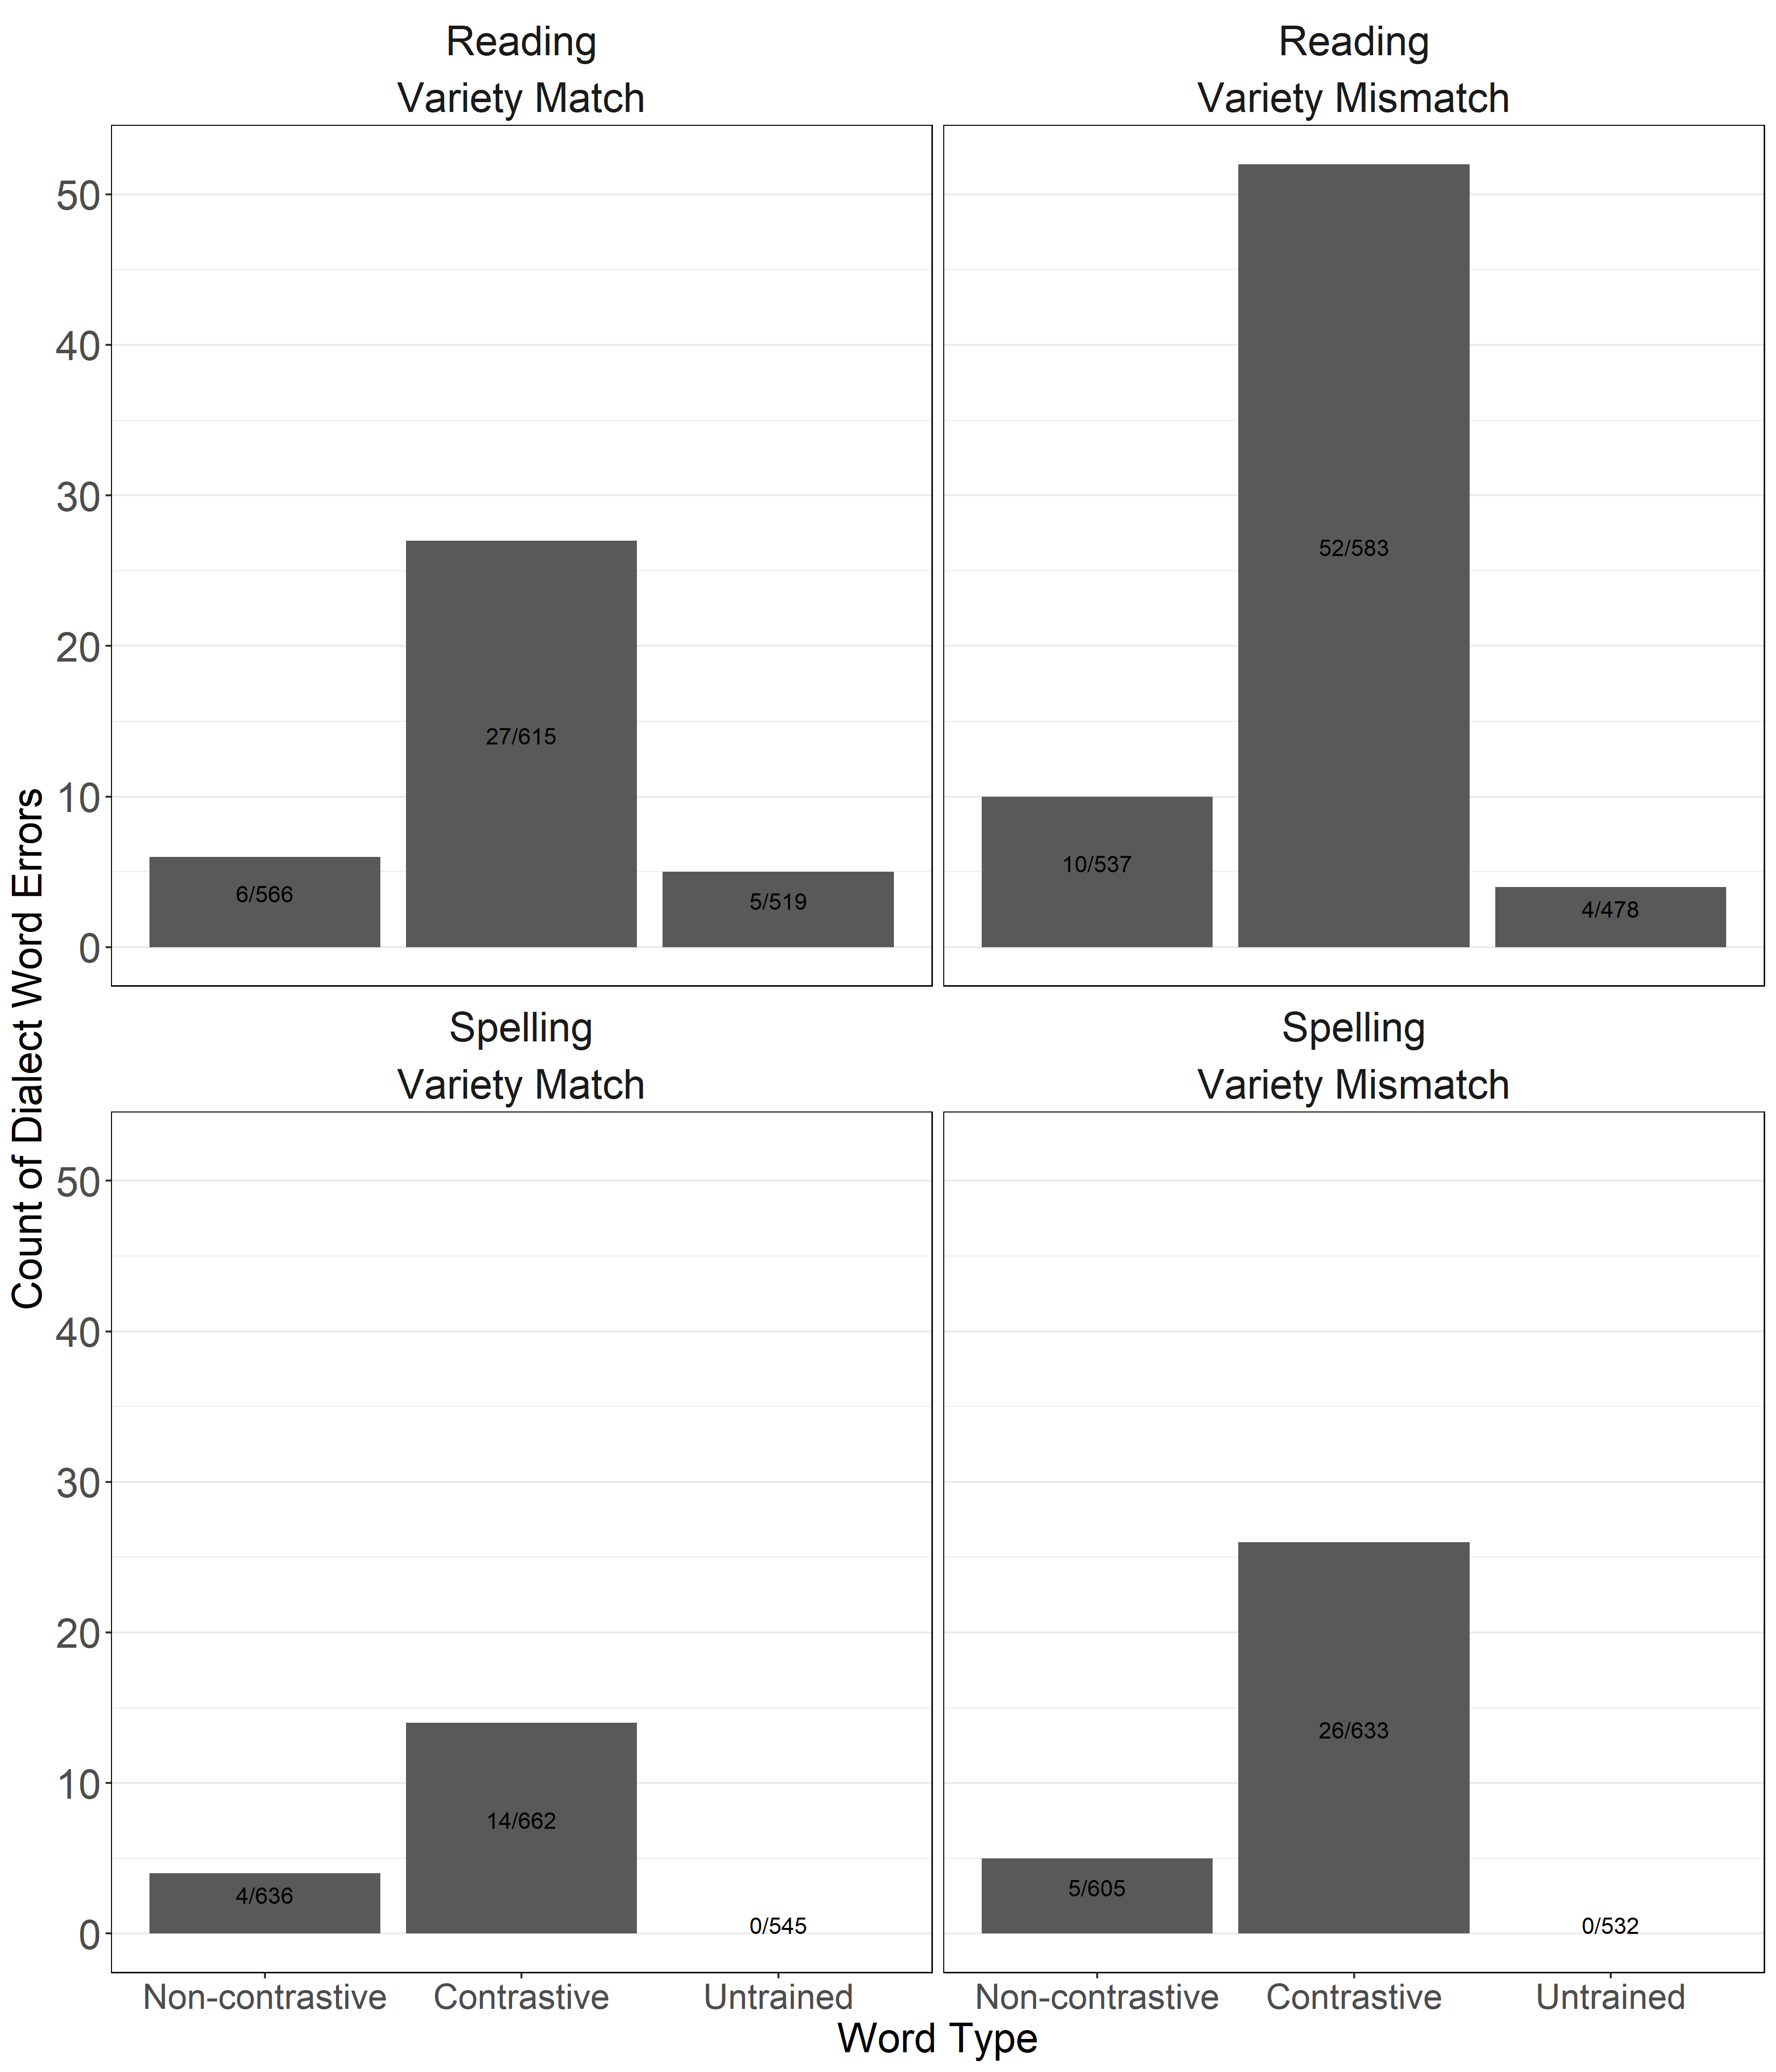 Reading
Variety Match
Reading
Variety Mismatch
Count of Dialect Word Errors
50
40
30
20
10
0
6/566
27/615
5/519
10/537
52/583
4/478
Spelling
Variety Match
Spelling
Variety Mismatch
50
40
30
20
10
0
4/636
14/662
0/545
5/605
26/633
0/532
Non-contrastive
Contrastive
Untrained
Non-contrastive
Contrastive
Untrained
Word Type